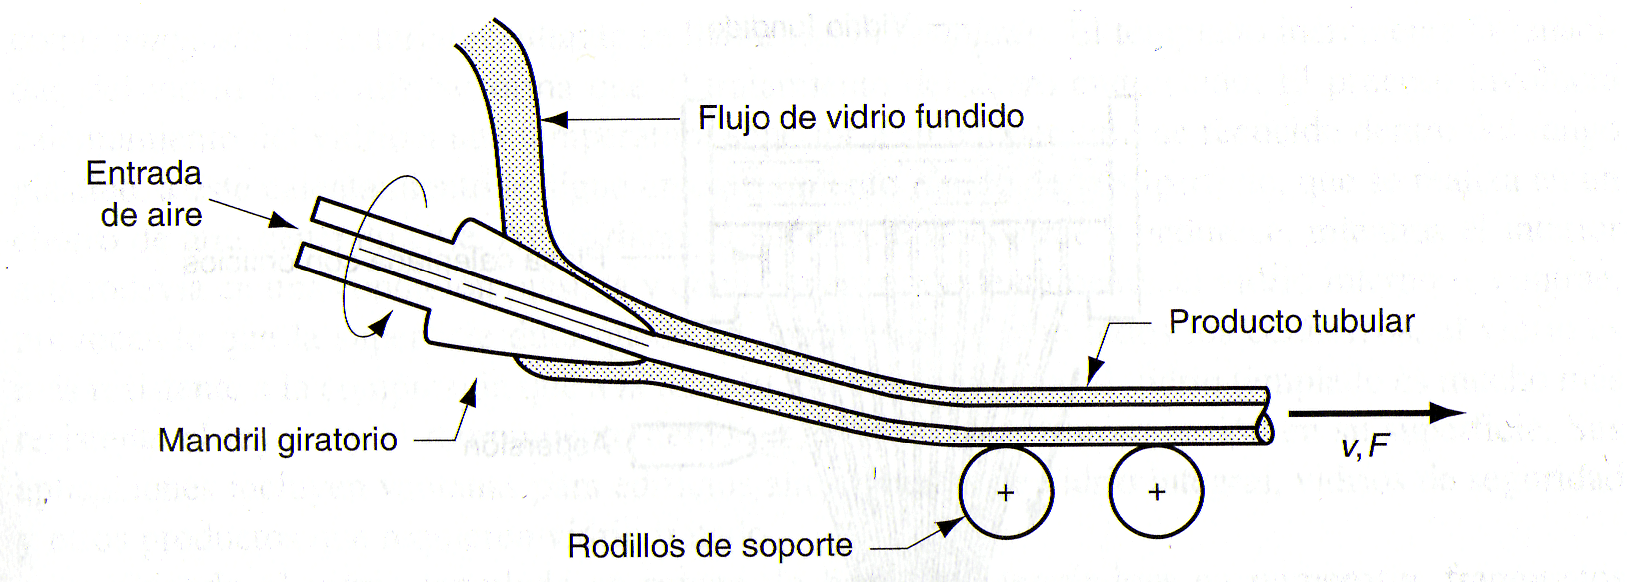 Flujo de vidrio fundido
Entrada
de aire
Producto tubular
Mandril giratorio
v, F
Rodillos de soporte